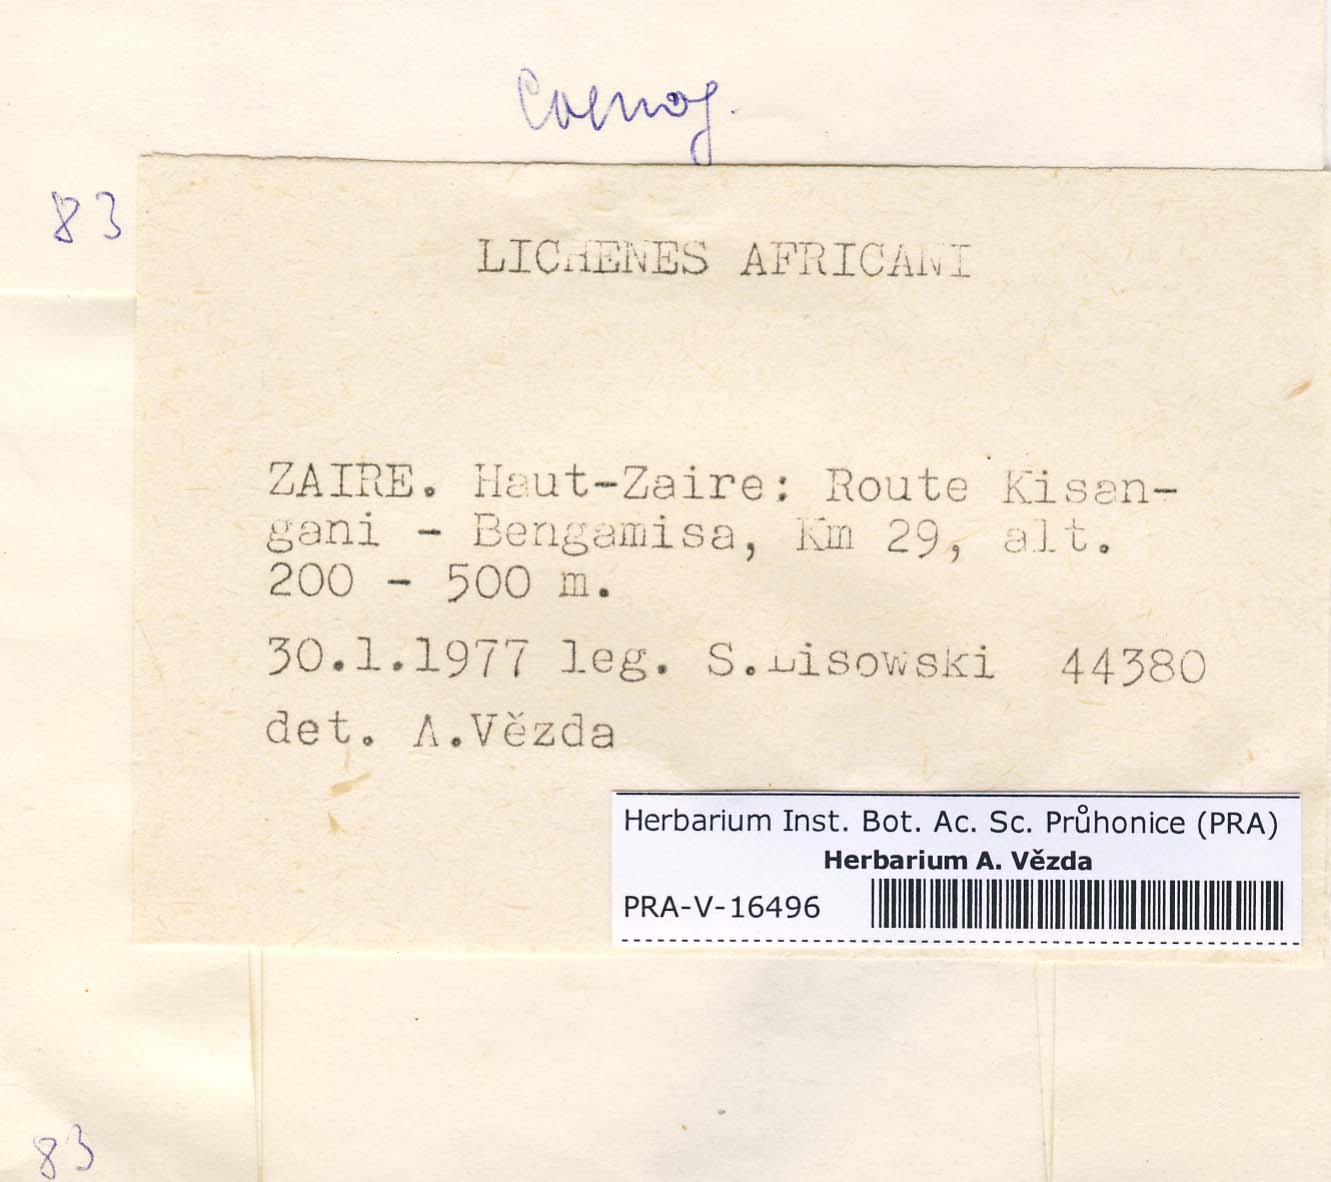 Coenog.
83
LICHENES AFRICANI
ZAIRE. Haut-Zaire: Route Kisan-
gani - Bengamisa, Km 29, alt.
200 - 500 m.
30.1.1977 leg. S.Lisowski 44380
det. A.Vězda
Herbarium Inst. Bot. Ac. Sc. Průhonice (PRA)
Herbarium A. Vězda
PRA-V-16496
83